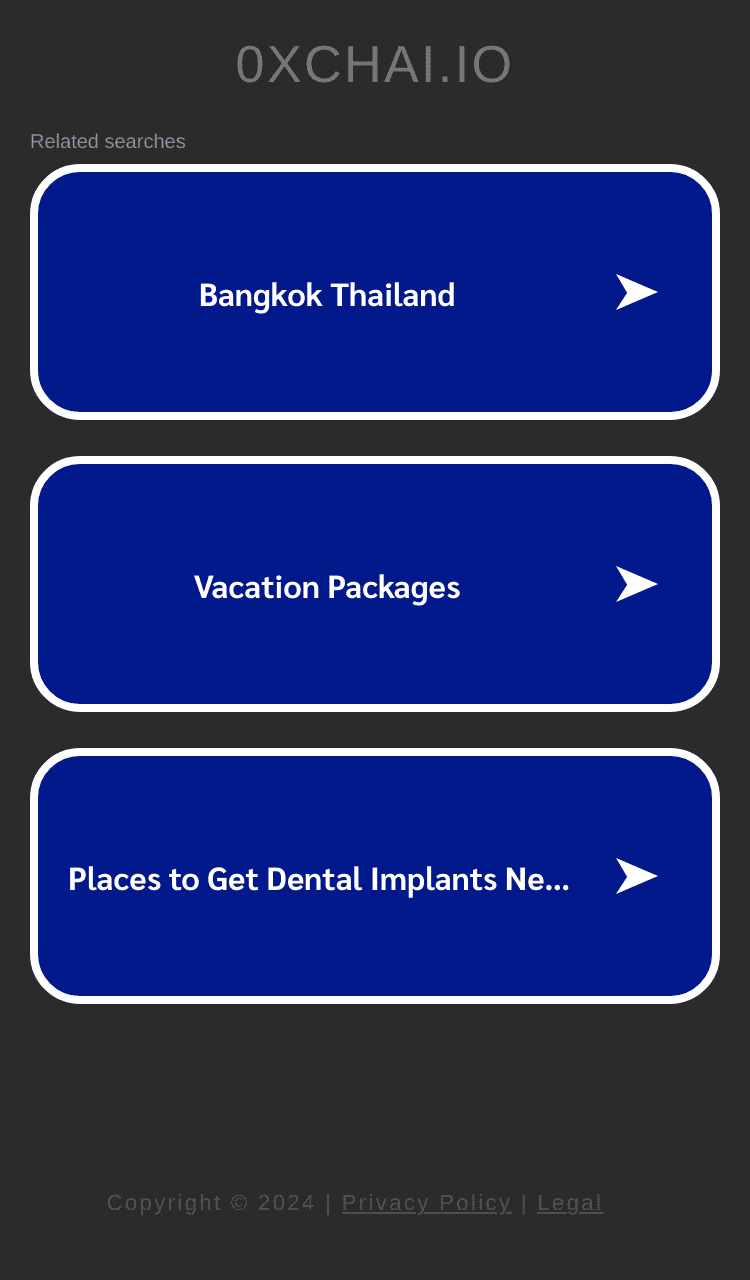 0XCHAI.IO
Related searches
Bangkok Thailand
Vacation Packages
Places to Get Dental Implants Ne...
Copyright © 2024 | Privacy Policy | Legal